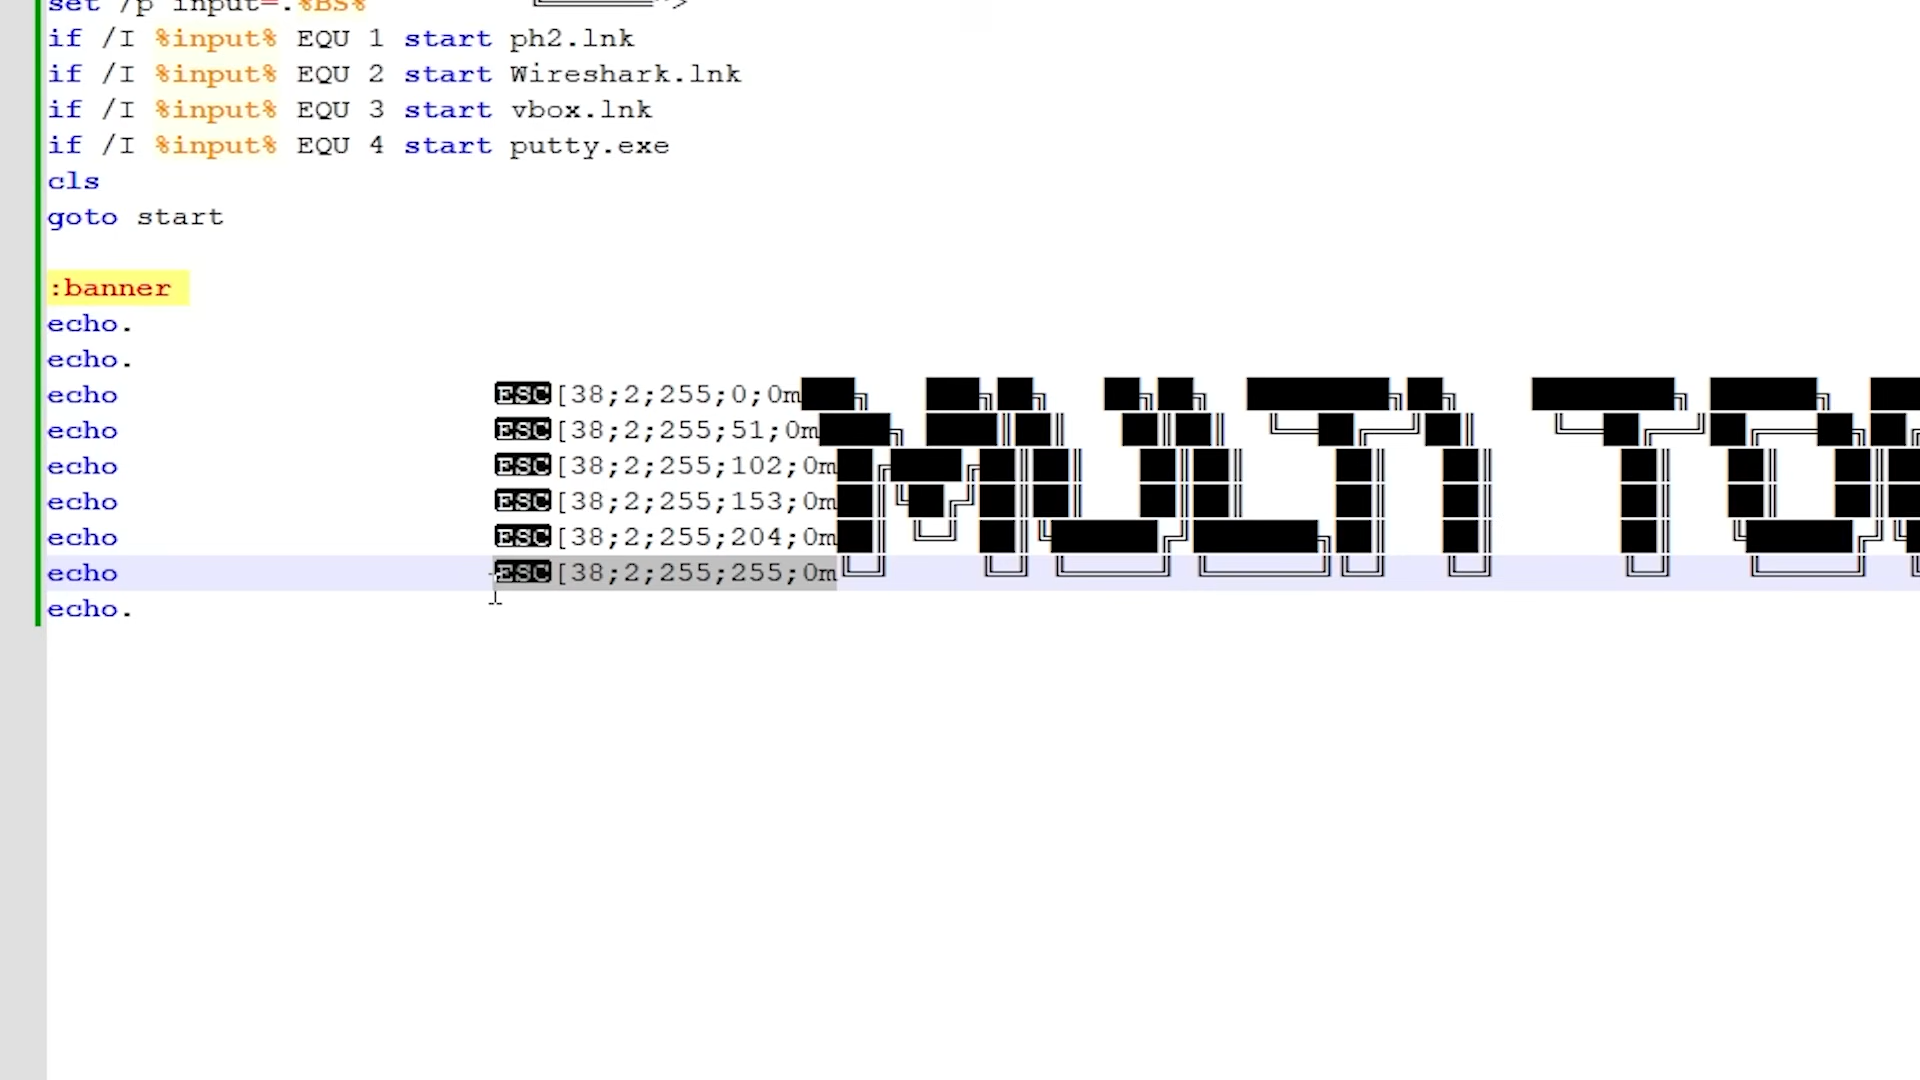 set /p input=.%BS%
if /I %input% EQU 1 start ph2.lnk
if /I %input% EQU 2 start Wireshark.lnk
if /I %input% EQU 3 start vbox.lnk
if /I %input% EQU 4 start putty.exe
cls
goto start
:banner
echo.
echo.
echo ESC[38;2;255;0;0m
echo ESC[38;2;255;51;0m
echo ESC[38;2;255;102;0m
echo ESC[38;2;255;153;0m
echo ESC[38;2;255;204;0m
echo ESC[38;2;255;255;0m
echo.